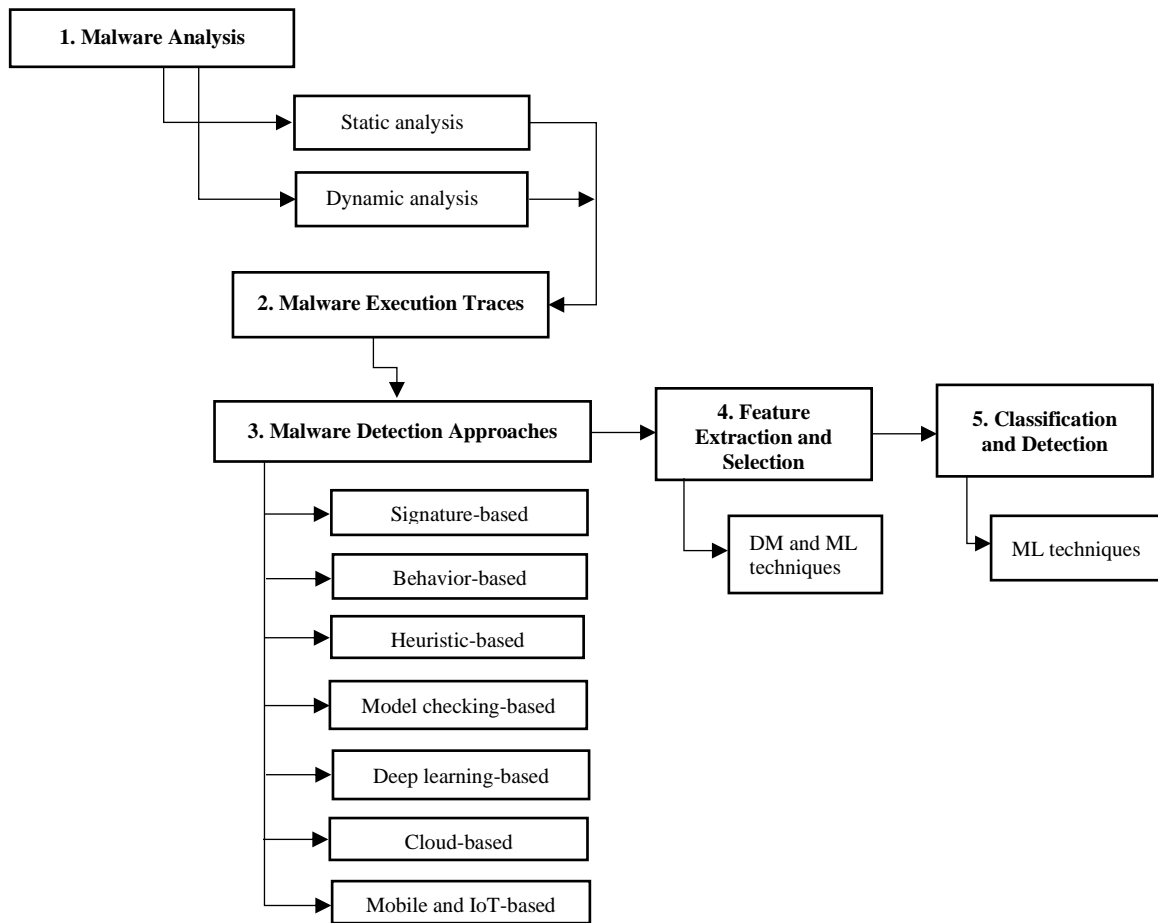 1. Malware Analysis
Static analysis
Dynamic analysis
2. Malware Execution Traces
3. Malware Detection Approaches
4. Feature
Extraction and
Selection
5. Classification
and Detection
Signature-based
Behavior-based
Heuristic-based
Model checking-based
Deep learning-based
Cloud-based
Mobile and IoT-based
DM and ML
techniques
ML techniques